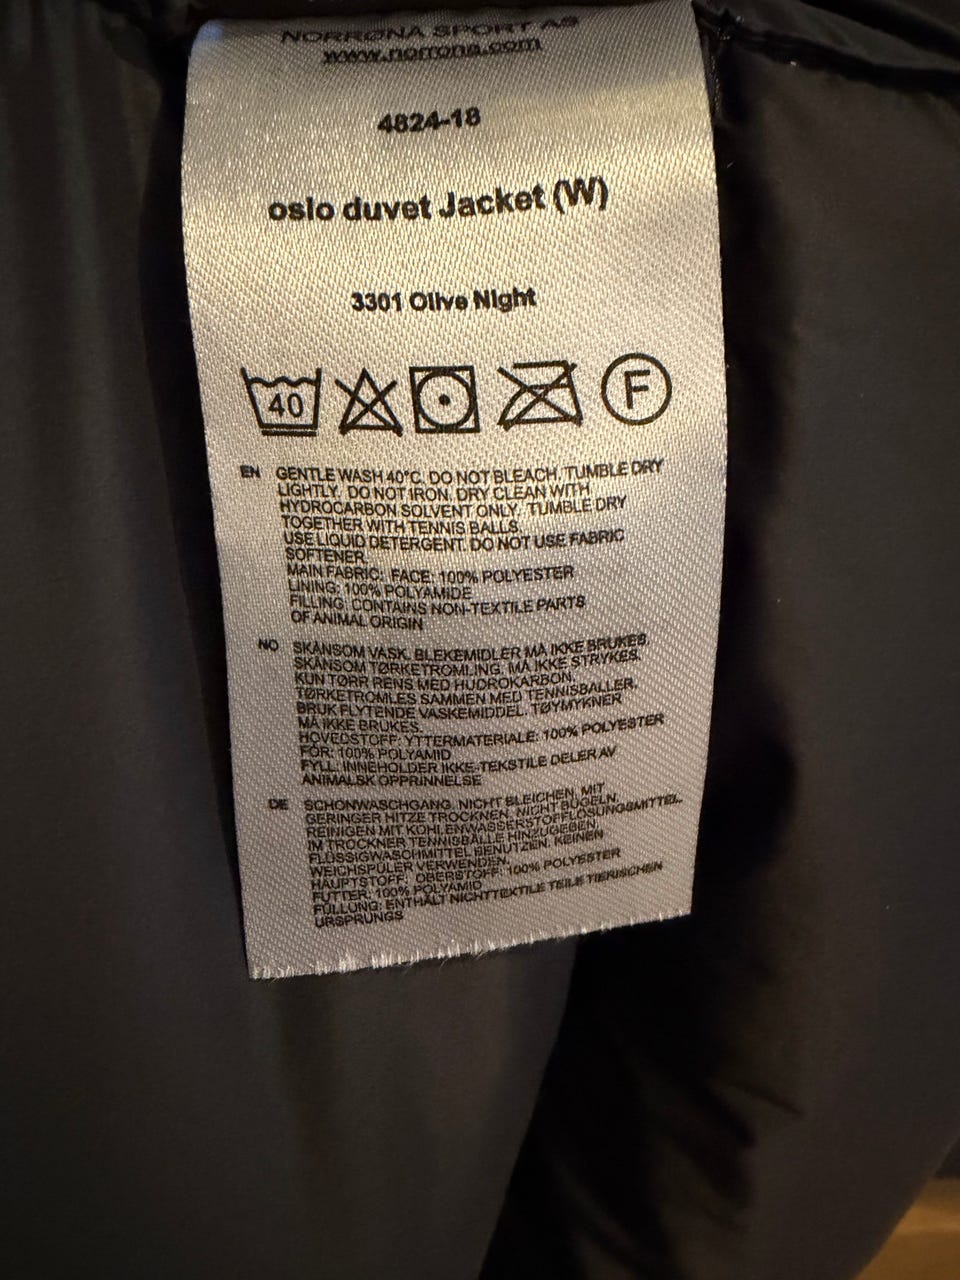 NORRØNA SPORT AS
www.norrona.com
4824-18
oslo duvet Jacket (W)
3301 Olive Night
40 F
EN GENTLE WASH 40°C. DO NOT BLEACH. TUMBLE DRY
LIGHTLY. DO NOT IRON. DRY CLEAN WITH
HYDROCARBON SOLVENT ONLY. TUMBLE DRY
TOGETHER WITH TENNIS BALLS.
USE LIQUID DETERGENT. DO NOT USE FABRIC
SOFTENER.
MAIN FABRIC: FACE: 100% POLYESTER
LINING: 100% POLYAMIDE
FILLING: CONTAINS NON-TEXTILE PARTS
OF ANIMAL ORIGIN
NO SKÅNSOM VASK. BLEKEMIDLER MÅ IKKE BRUKES.
SKÅNSOM TØRKETROMLING. MÅ IKKE STRYKES.
KUN TØRR RENS MED HUDROKARBON.
TØRKETROMLES SAMMEN MED TENNISBALLER.
BRUK FLYTENDE VASKEMIDDEL. TØYMYKNER
MÅ IKKE BRUKES.
HOVEDSTOFF: YTTERMATERIALE: 100% POLYESTER
FÔR: 100% POLYAMID
FYLL: INNEHOLDER IKKE-TEKSTILE DELER AV
ANIMALSK OPPRINNELSE
DE SCHONWASCHGANG. NICHT BLEICHEN. MIT
GERINGER HITZE TROCKNEN. NICHT BÜGELN.
REINIGEN MIT KOHLENWASSERSTOFFLÖSUNGSMITTEL.
IM TROCKNER TENNISBÄLLE HINZUGEBEN.
FLÜSSIGWASCHMITTEL BENUTZEN. KEINEN
WEICHSPÜLER VERWENDEN.
HAUPTSTOFF: OBERSTOFF: 100% POLYESTER
FUTTER: 100% POLYAMID
FÜLLUNG: ENTHÄLT NICHTTEXTILE TEILE TIERISCHEN
URSPRUNGS